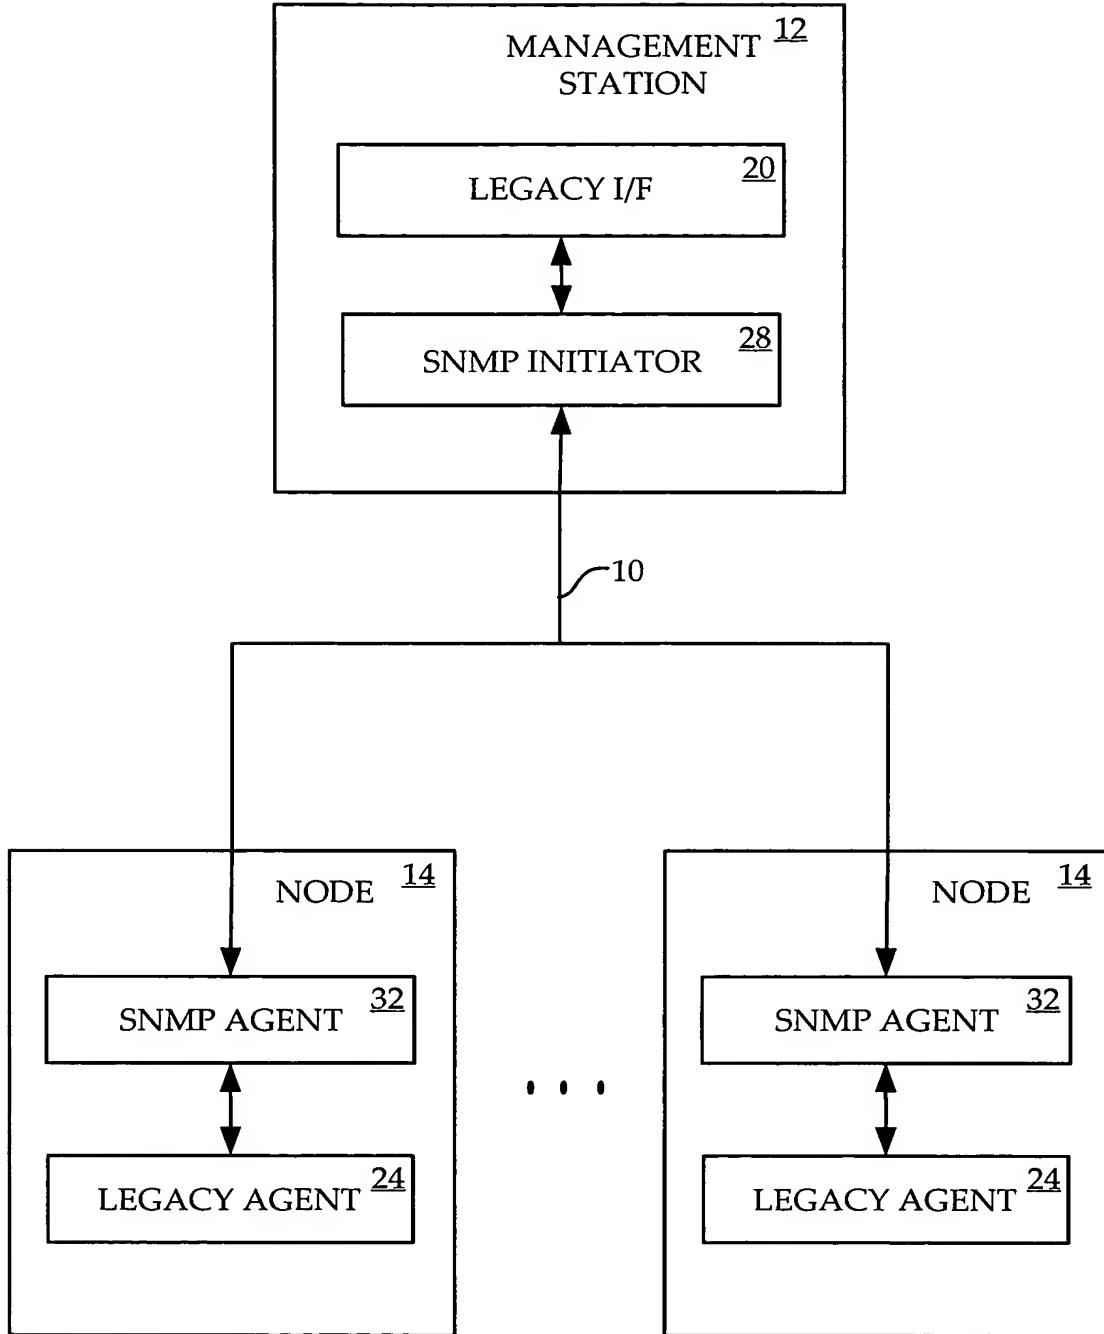 12
MANAGEMENT
STATION
20
LEGACY I/F
28
SNMP INITIATOR
10
14
NODE
32
SNMP AGENT
24
LEGACY AGENT
14
NODE
32
SNMP AGENT
24
LEGACY AGENT